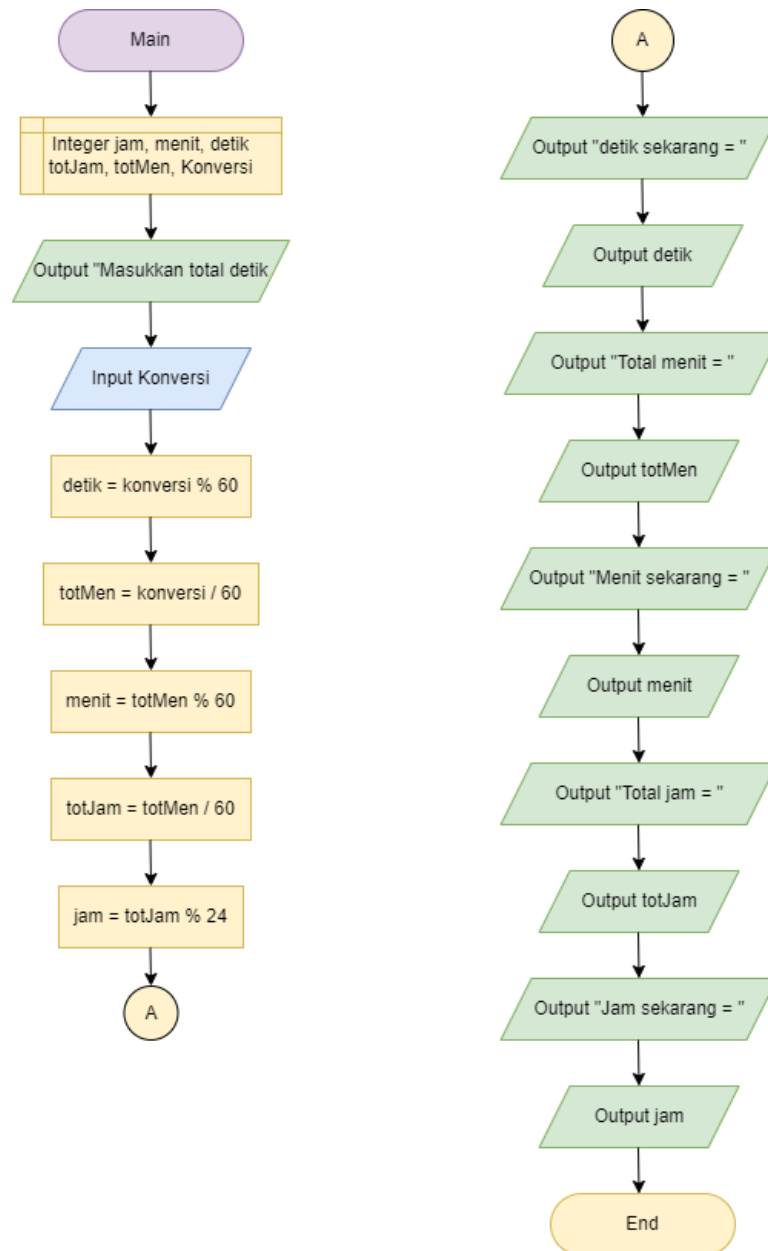 Main
Integer jam, menit, detik
totJam, totMen, Konversi
Output "Masukkan total detik
Input Konversi
detik = konversi % 60
totMen = konversi / 60
menit = totMen % 60
totJam = totMen / 60
jam = totJam % 24
A
A
Output "detik sekarang = "
Output detik
Output "Total menit = "
Output totMen
Output "Menit sekarang = "
Output menit
Output "Total jam = "
Output totJam
Output "Jam sekarang = "
Output jam
End